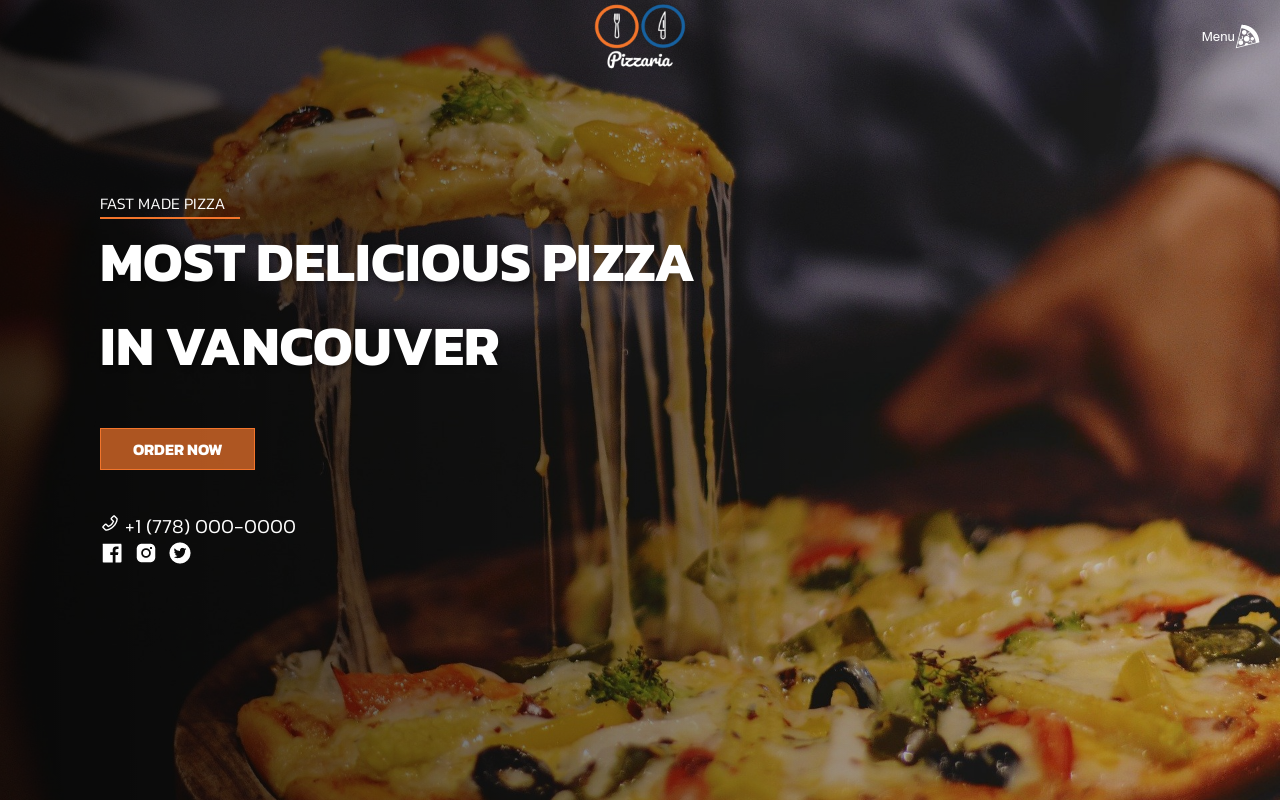 Pizzaria
Menu
FAST MADE PIZZA
MOST DELICIOUS PIZZA
IN VANCOUVER
ORDER NOW
+1 (778) 000-0000